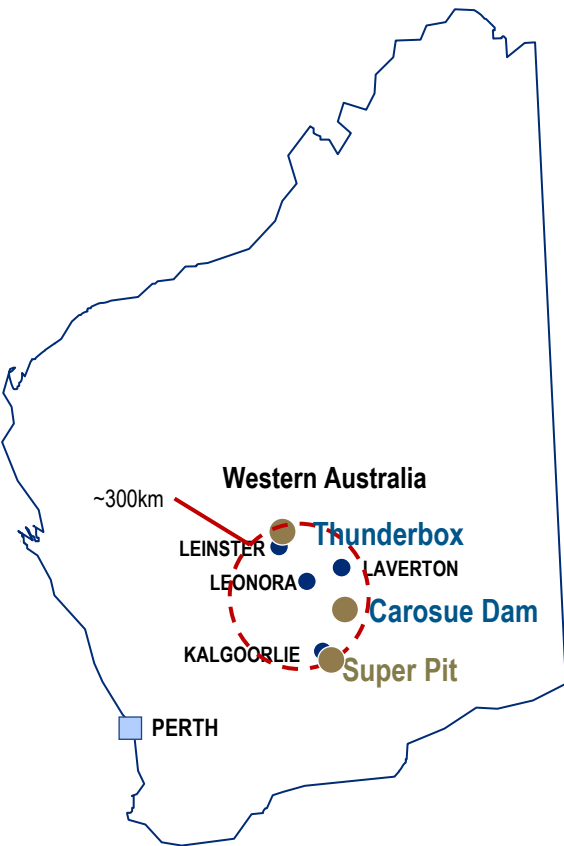 Western Australia
~300km
Thunderbox
LEINSTER
LAVERTON
LEONORA
Carosue Dam
KALGOORLIE
Super Pit
PERTH